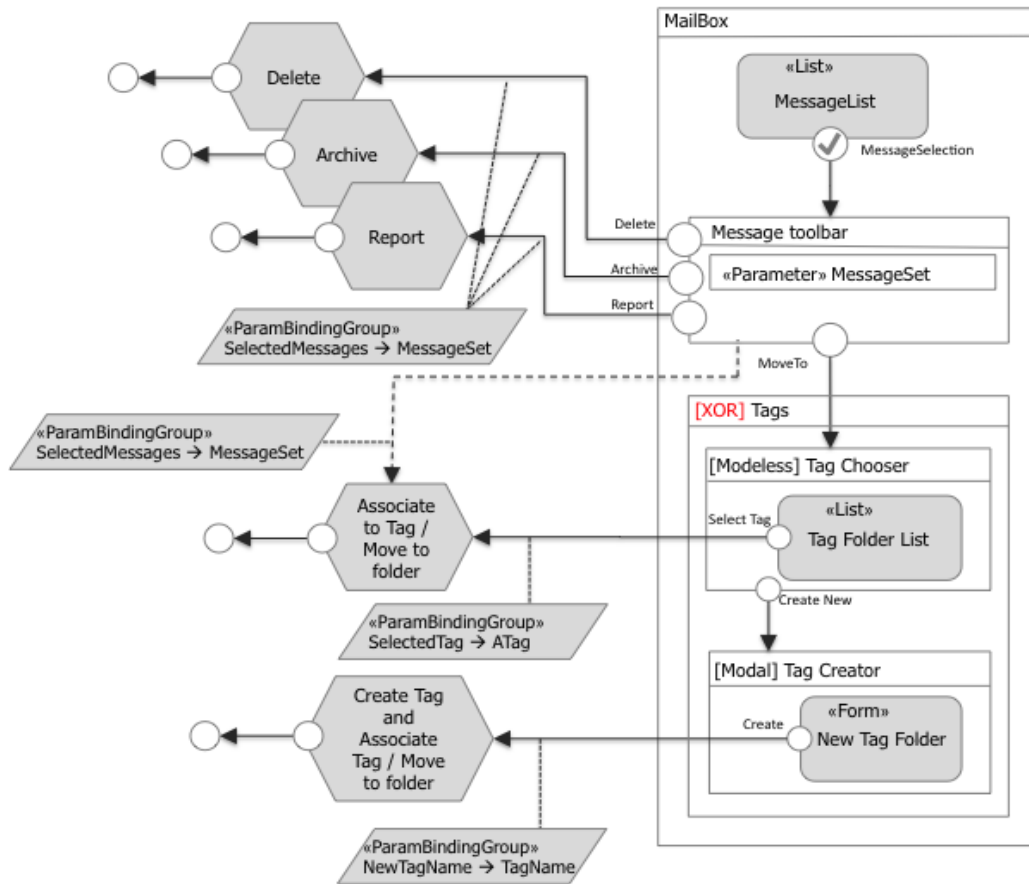 MailBox
«List»
MessageList
MessageSelection
Delete
Archive
Report
Delete
Archive
Report
Message toolbar
«Parameter» MessageSet
MoveTo
«ParamBindingGroup»
SelectedMessages → MessageSet
«ParamBindingGroup»
SelectedMessages → MessageSet
[XOR] Tags
[Modeless] Tag Chooser
«List»
Tag Folder List
Select Tag
Create New
Associate
to Tag /
Move to
folder
«ParamBindingGroup»
SelectedTag → ATag
[Modal] Tag Creator
«Form»
New Tag Folder
Create
Create Tag
and
Associate
Tag / Move
to folder
«ParamBindingGroup»
NewTagName → TagName